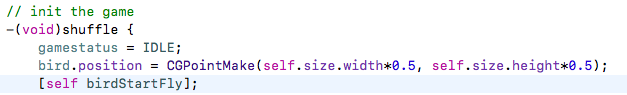 // init the game
-(void)shuffle {
    gamestatus = IDLE;
    bird.position = CGPointMake(self.size.width*0.5, self.size.height*0.5);
    [self birdStartFly];